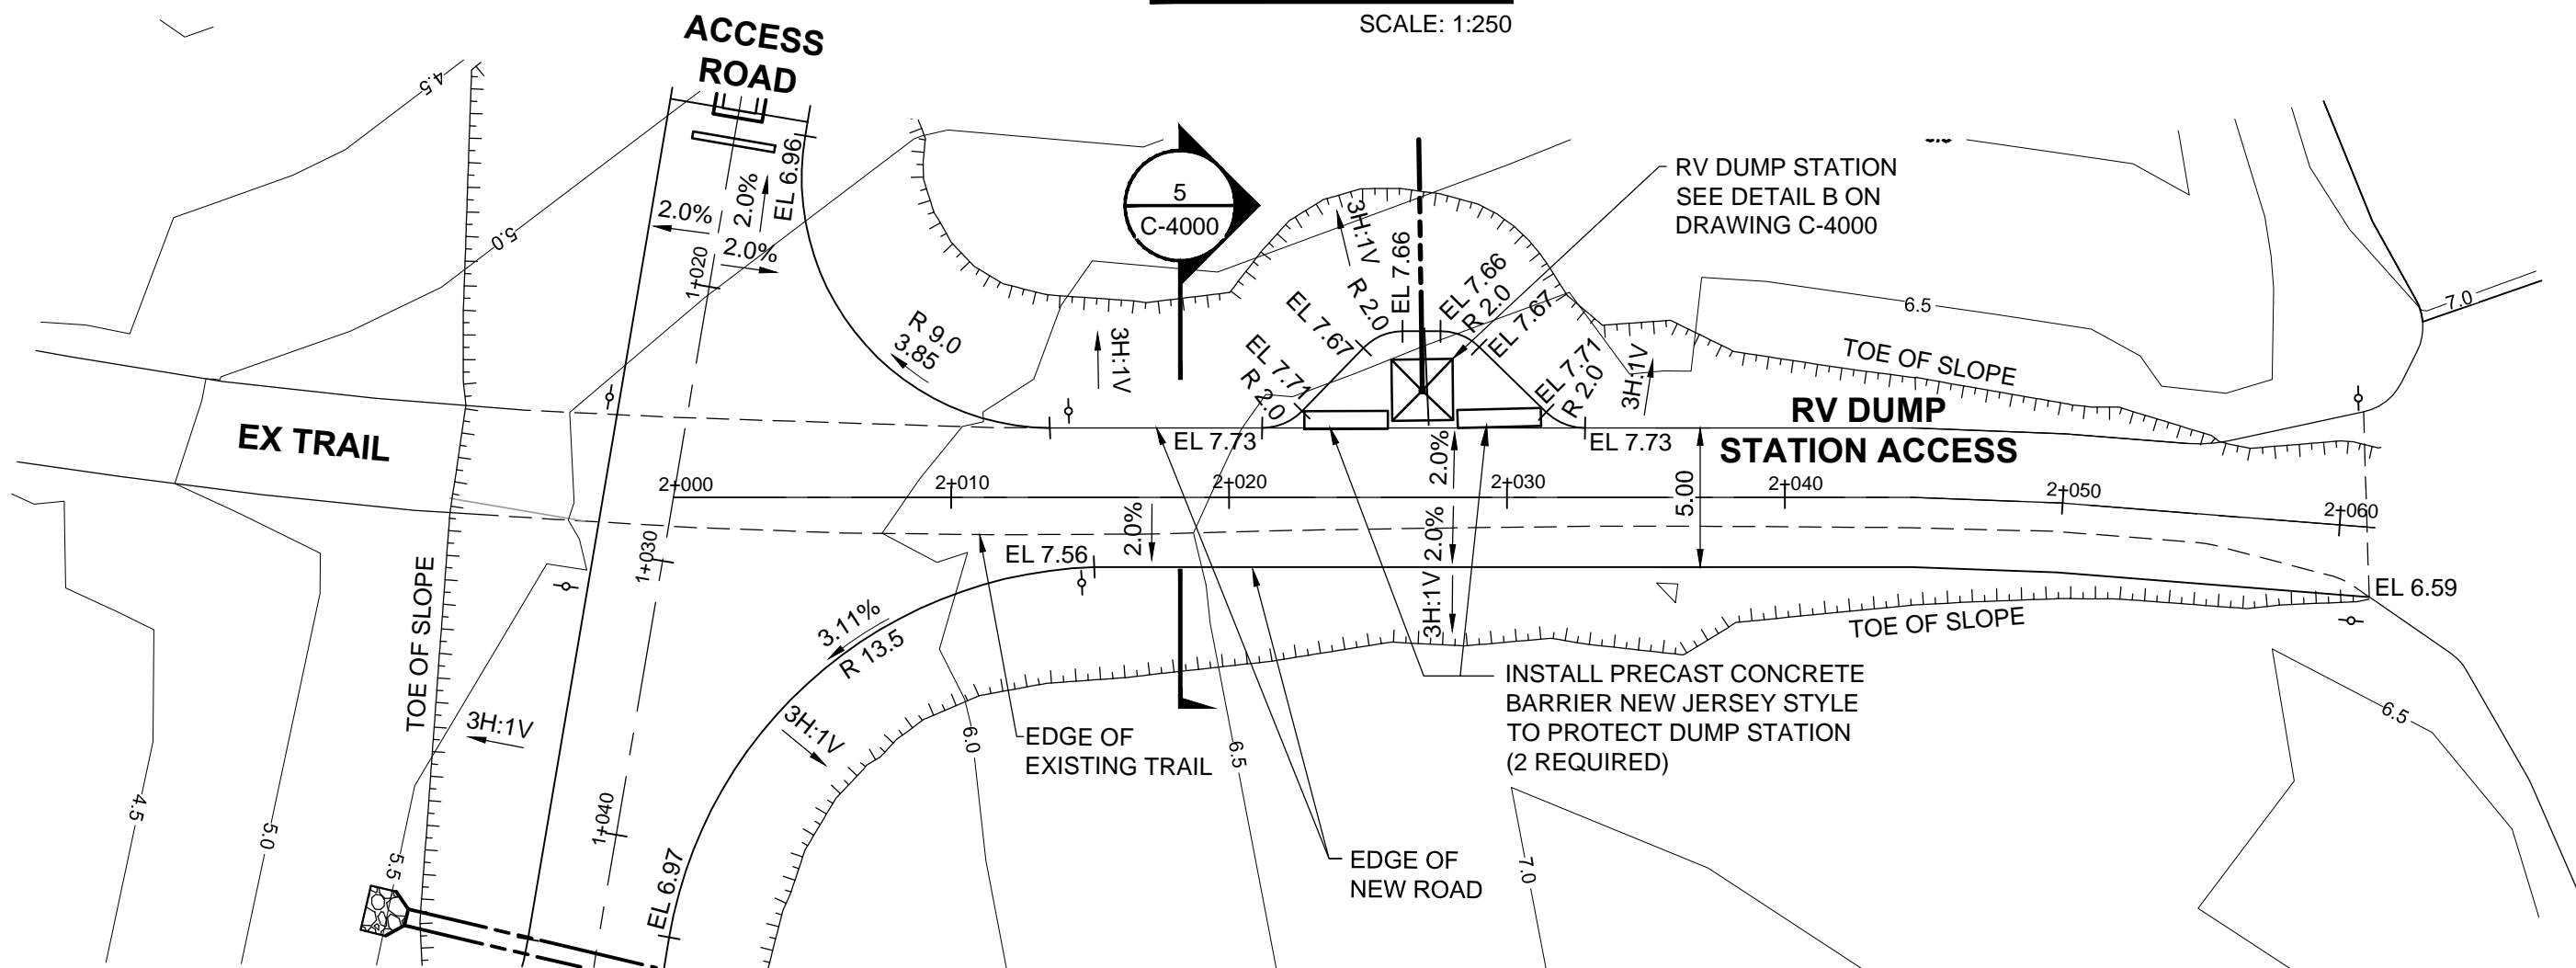 SCALE: 1:250
ACCESS
ROAD
4.5
5.0
EL 6.96
2.0%
2.0%
2.0%
1+020
5
C-4000
RV DUMP STATION
SEE DETAIL B ON
DRAWING C-4000
3H:1V
R 2.0
EL 7.66
EL 7.66
R 2.0
EL 7.67
EL 7.67
EL 7.71
R 2.0
EL 7.71
R 2.0
3H:1V
3H:1V
R 9.0
3.85
6.5
7.0
TOE OF SLOPE
EX TRAIL
EL 7.73
EL 7.73
RV DUMP
STATION ACCESS
2+000
2+010
2+020
2+030
2+040
2+050
2+060
2.0%
2.0%
2.0%
5.00
1+030
EL 7.56
3H:1V
EL 6.59
TOE OF SLOPE
TOE OF SLOPE
3.11%
R 13.5
3H:1V
3H:1V
INSTALL PRECAST CONCRETE
BARRIER NEW JERSEY STYLE
TO PROTECT DUMP STATION
(2 REQUIRED)
EDGE OF
EXISTING TRAIL
6.0
6.5
6.5
4.5
5.0
5.5
1+040
EL 6.97
EDGE OF
NEW ROAD
7.0